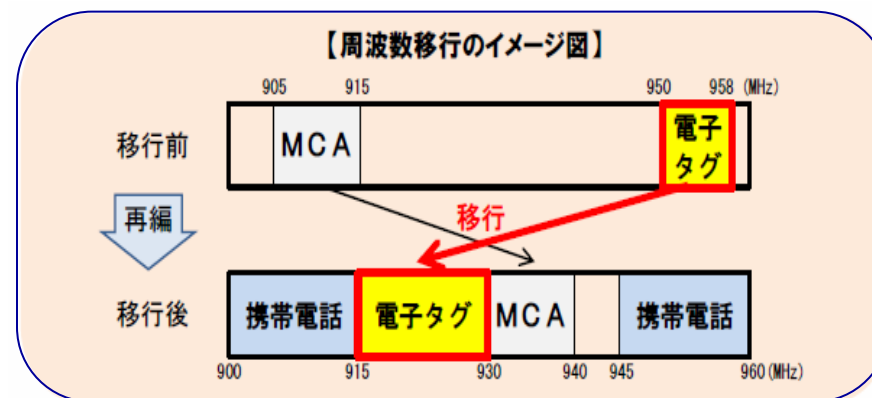 【周波数移行のイメージ図】
905 915 950 958 (MHz)
移行前
MCA
電子
タグ
再編
移行
移行後
携帯電話 電子タグ MCA 携帯電話
900 915 930 940 945 960(MHz)